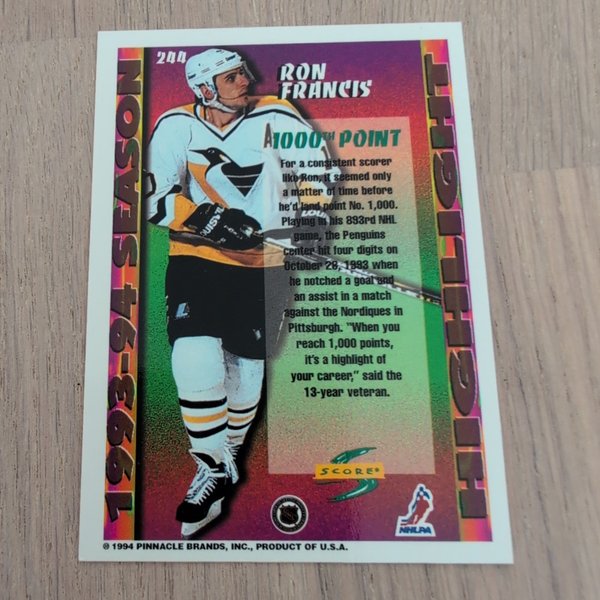 244
RON
FRANCIS
1993-94 SEASON
HIGHLIGHT
A
1000TH POINT
For a consistent scorer
like Ron, it seemed only
a matter of time before
he'd land point No. 1,000.
Playing in his 893rd NHL
game, the Penguins
center hit four digits on
October 28, 1993 when
he notched a goal and
an assist in a match
against the Nordiques in
Pittsburgh. "When you
reach 1,000 points,
it's a highlight of
your career," said the
13-year veteran.
SCORE®
NHLPA
© 1994 PINNACLE BRANDS, INC., PRODUCT OF U.S.A.